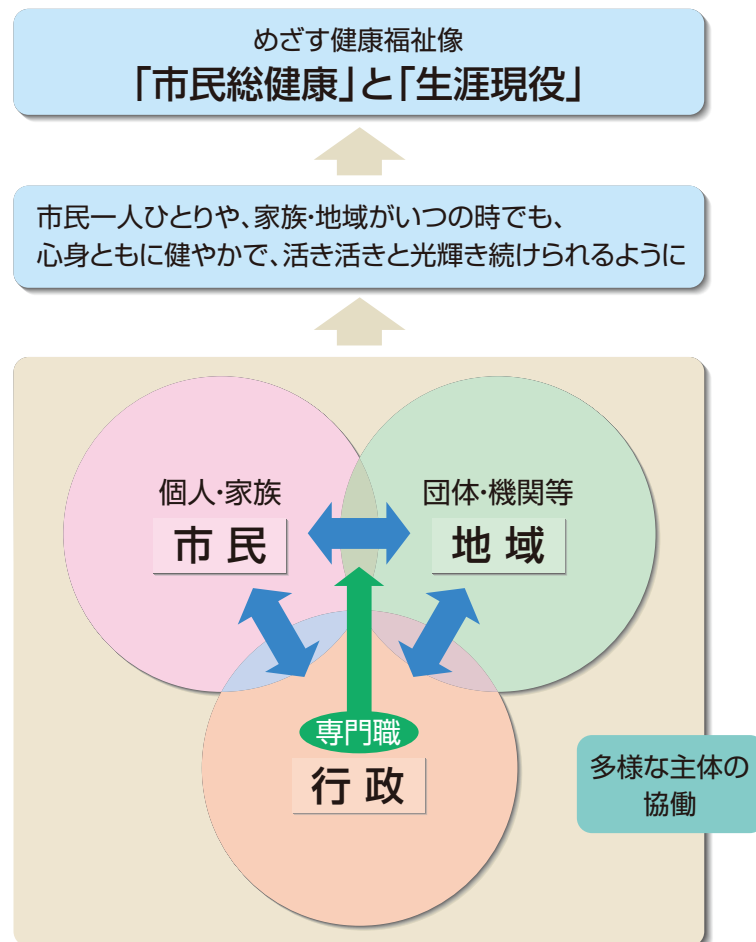 めざす健康福祉像
「市民総健康」と「生涯現役」
市民一人ひとりや、家族・地域がいつの時でも、
心身ともに健やかで、活き活きと光輝き続けられるように
個人・家族
市民
団体・機関等
地域
専門職
行政
多様な主体の
協働